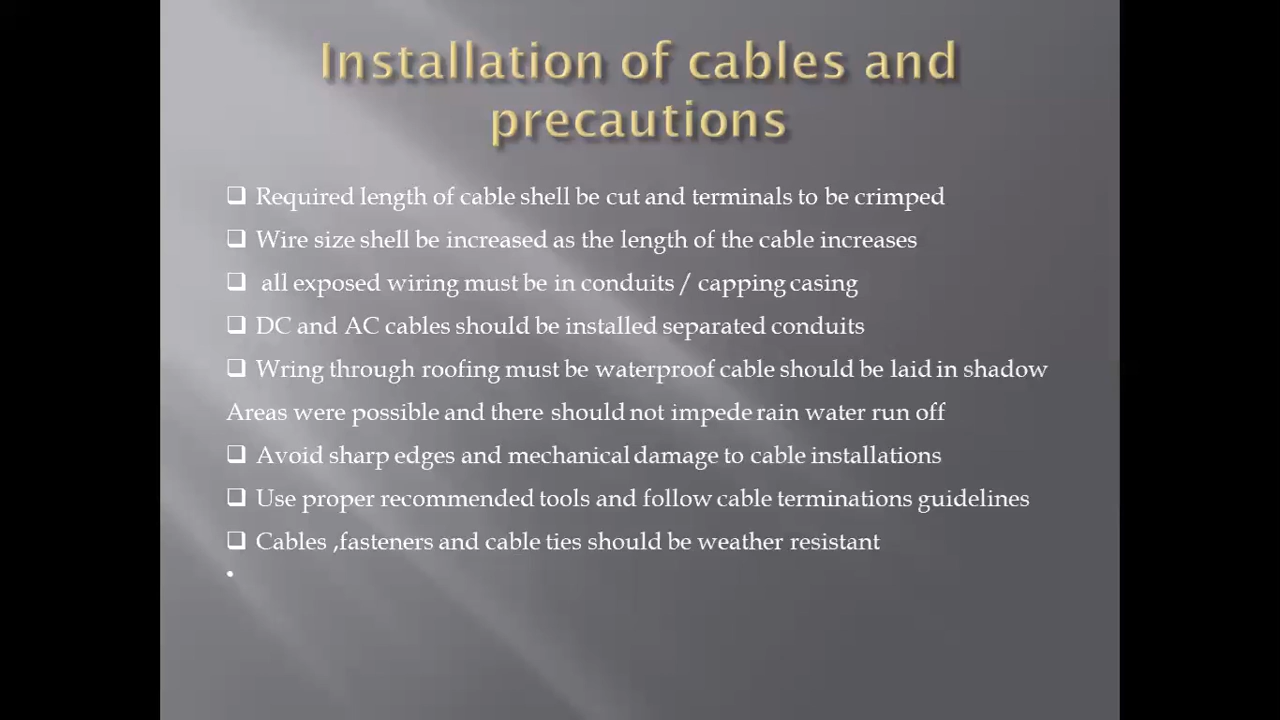 Installation of cables and
precautions
❑ Required length of cable shell be cut and terminals to be crimped
❑ Wire size shell be increased as the length of the cable increases
❑ all exposed wiring must be in conduits / capping casing
❑ DC and AC cables should be installed separated conduits
❑ Wring through roofing must be waterproof cable should be laid in shadow
Areas were possible and there should not impede rain water run off
❑ Avoid sharp edges and mechanical damage to cable installations
❑ Use proper recommended tools and follow cable terminations guidelines
❑ Cables ,fasteners and cable ties should be weather resistant
•